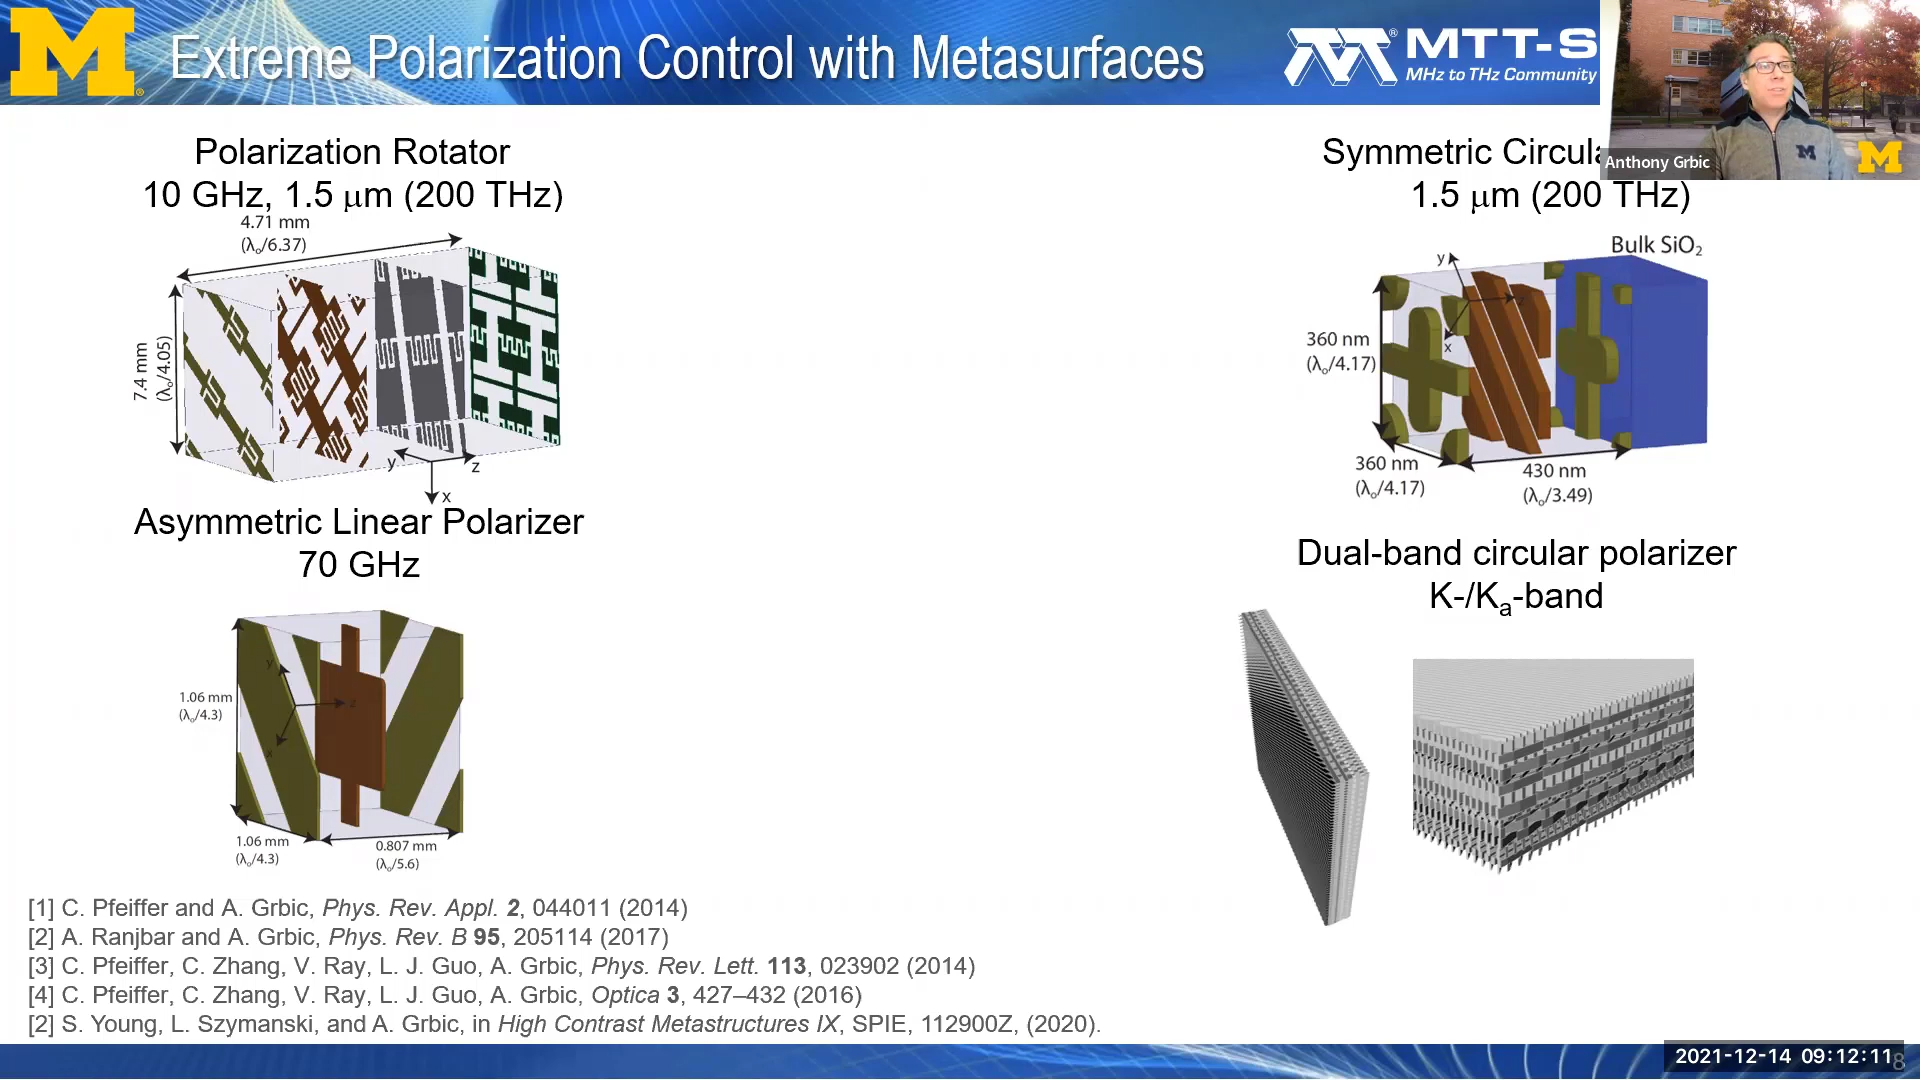 M
Extreme Polarization Control with Metasurfaces
MTT-S
MHz to THz Community
Anthony Grbic
M
M
Polarization Rotator
10 GHz, 1.5 μm (200 THz)
4.71 mm
(λₒ/6.37)
7.4 mm
(λₒ/4.05)
y
z
x
Symmetric Circula
1.5 μm (200 THz)
Bulk SiO₂
y
z
x
360 nm
(λₒ/4.17)
360 nm
(λₒ/4.17)
430 nm
(λₒ/3.49)
Asymmetric Linear Polarizer
70 GHz
y
z
x
1.06 mm
(λₒ/4.3)
1.06 mm
(λₒ/4.3)
0.807 mm
(λₒ/5.6)
Dual-band circular polarizer
K-/Kₐ-band
[1] C. Pfeiffer and A. Grbic, Phys. Rev. Appl. 2, 044011 (2014)
[2] A. Ranjbar and A. Grbic, Phys. Rev. B 95, 205114 (2017)
[3] C. Pfeiffer, C. Zhang, V. Ray, L. J. Guo, A. Grbic, Phys. Rev. Lett. 113, 023902 (2014)
[4] C. Pfeiffer, C. Zhang, V. Ray, L. J. Guo, A. Grbic, Optica 3, 427–432 (2016)
[2] S. Young, L. Szymanski, and A. Grbic, in High Contrast Metastructures IX, SPIE, 112900Z, (2020).
2021-12-14 09:12:11
8